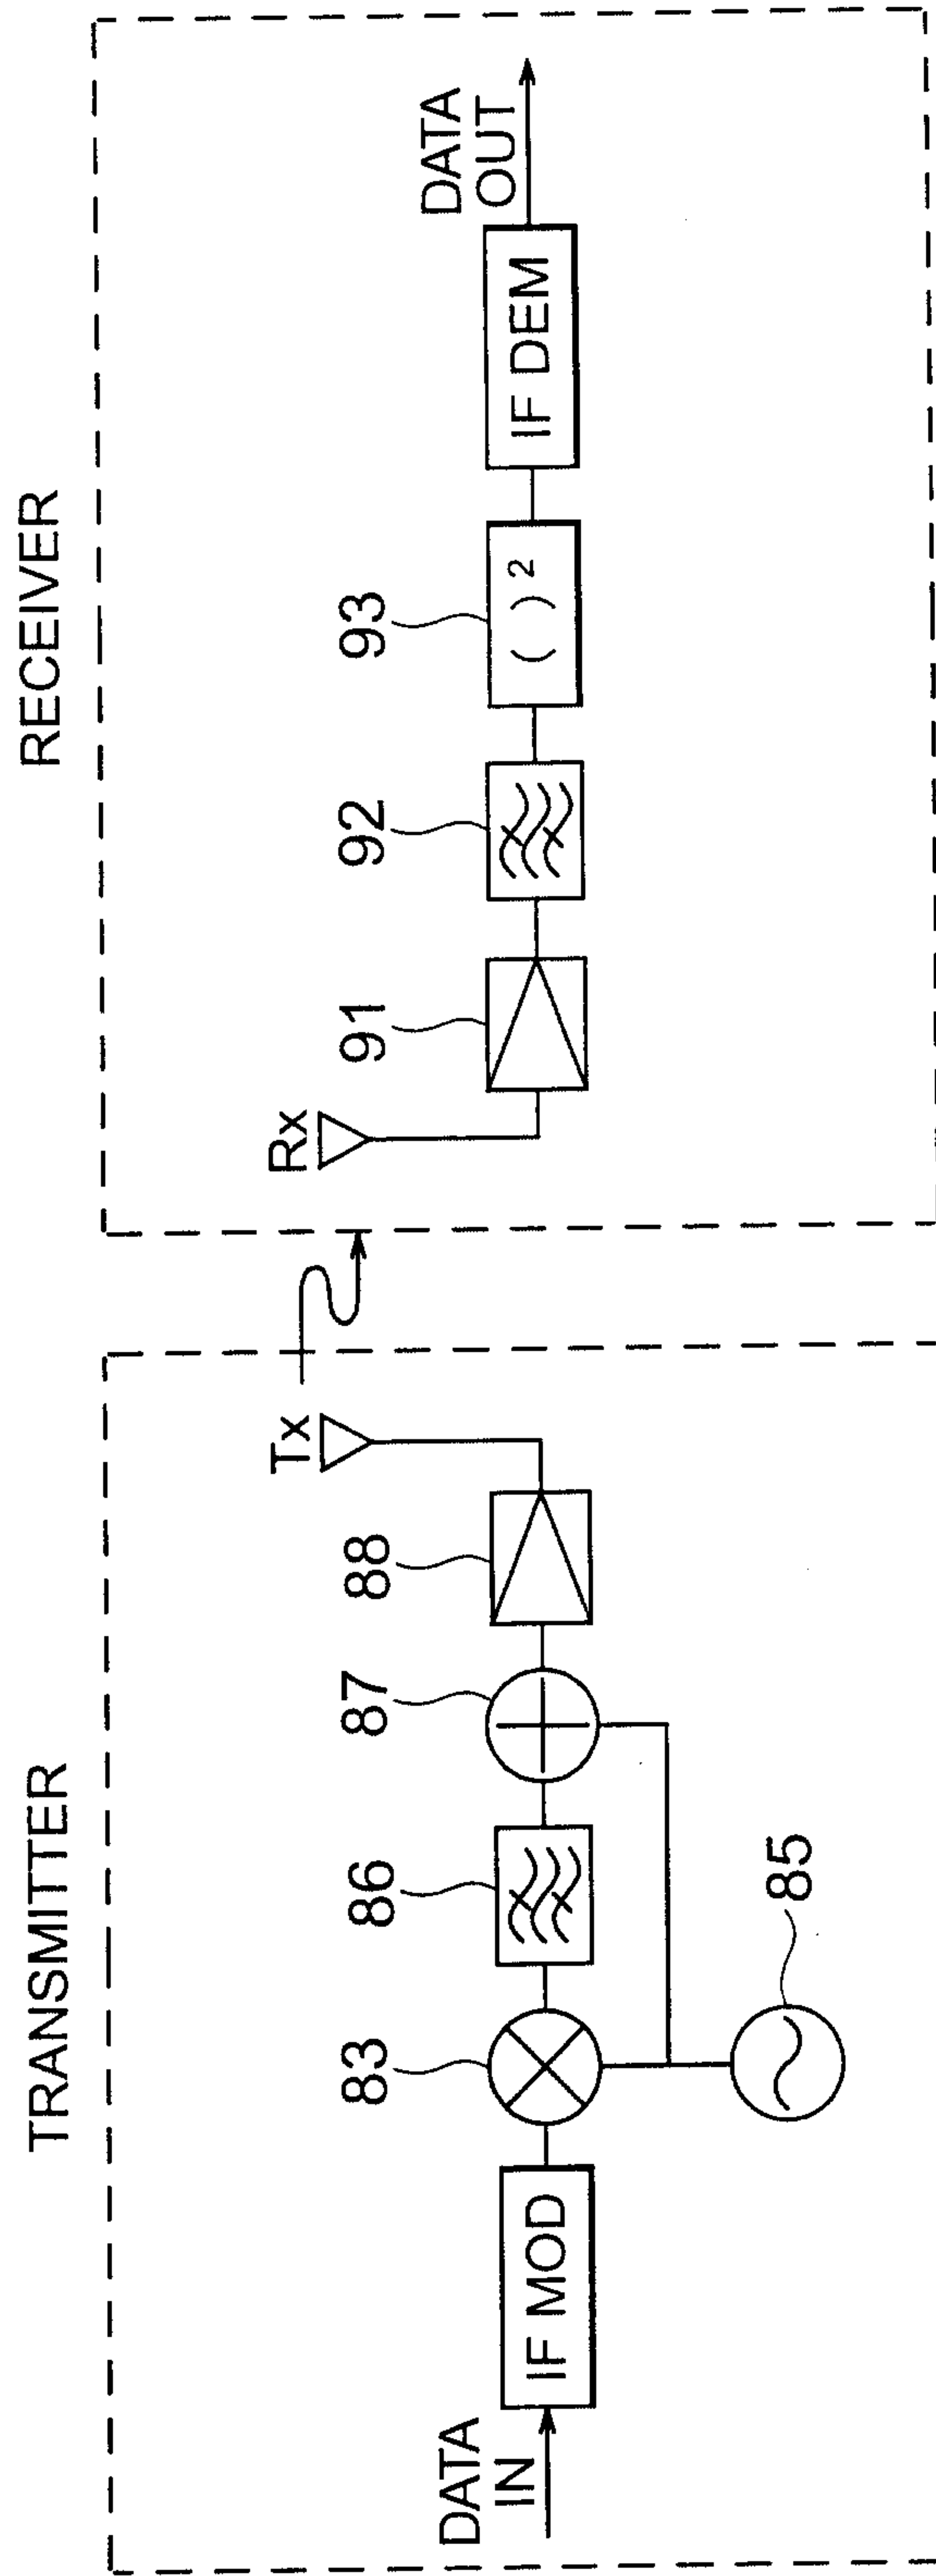 TRANSMITTER
RECEIVER
DATA
IN
IF MOD
83
85
86
87
88
Tx
Rx
91
92
93
( )²
IF DEM
DATA
OUT